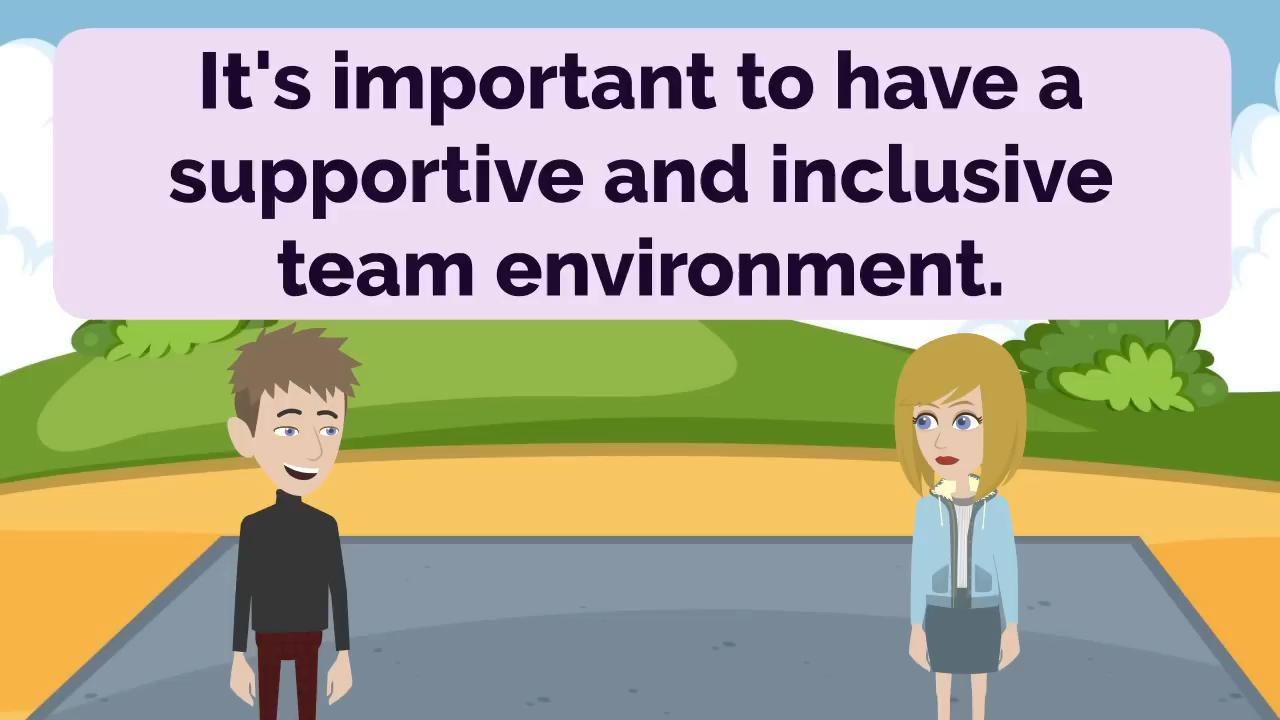 It's important to have a
supportive and inclusive
team environment.